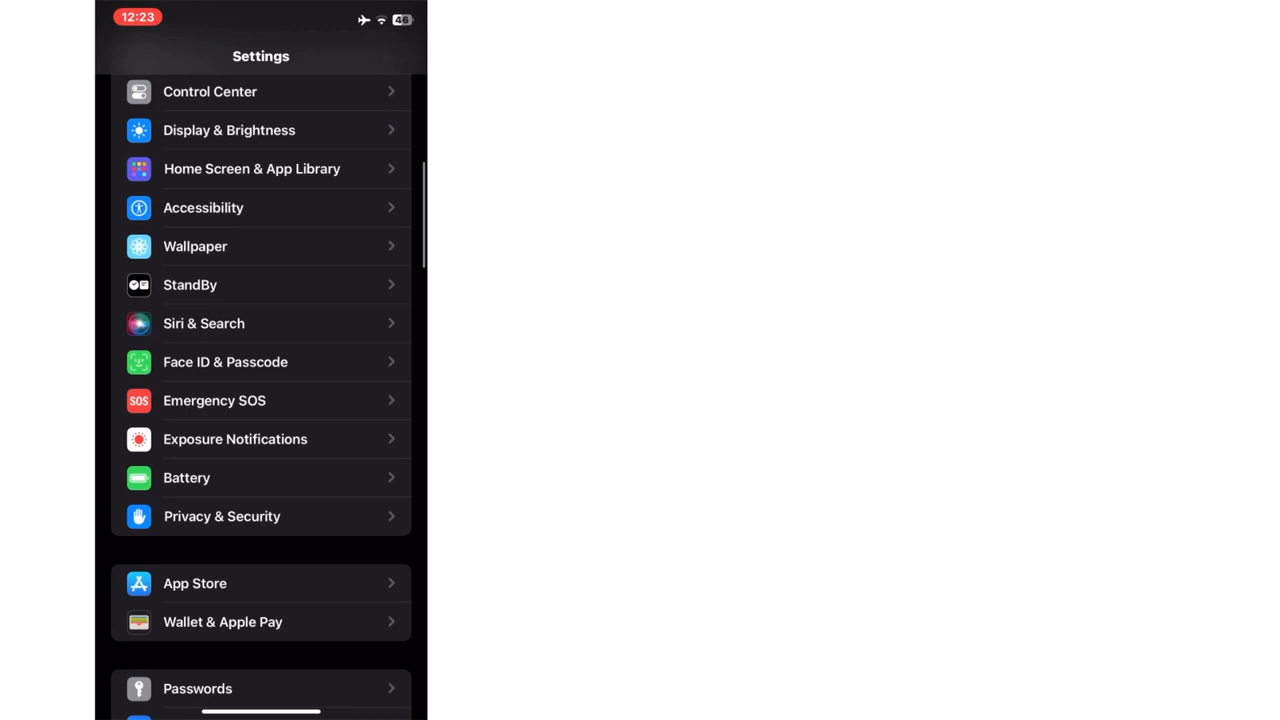 12:23
46
Settings
Control Center
Display & Brightness
Home Screen & App Library
Accessibility
Wallpaper
StandBy
Siri & Search
Face ID & Passcode
SOS
Emergency SOS
Exposure Notifications
Battery
Privacy & Security
App Store
Wallet & Apple Pay
Passwords